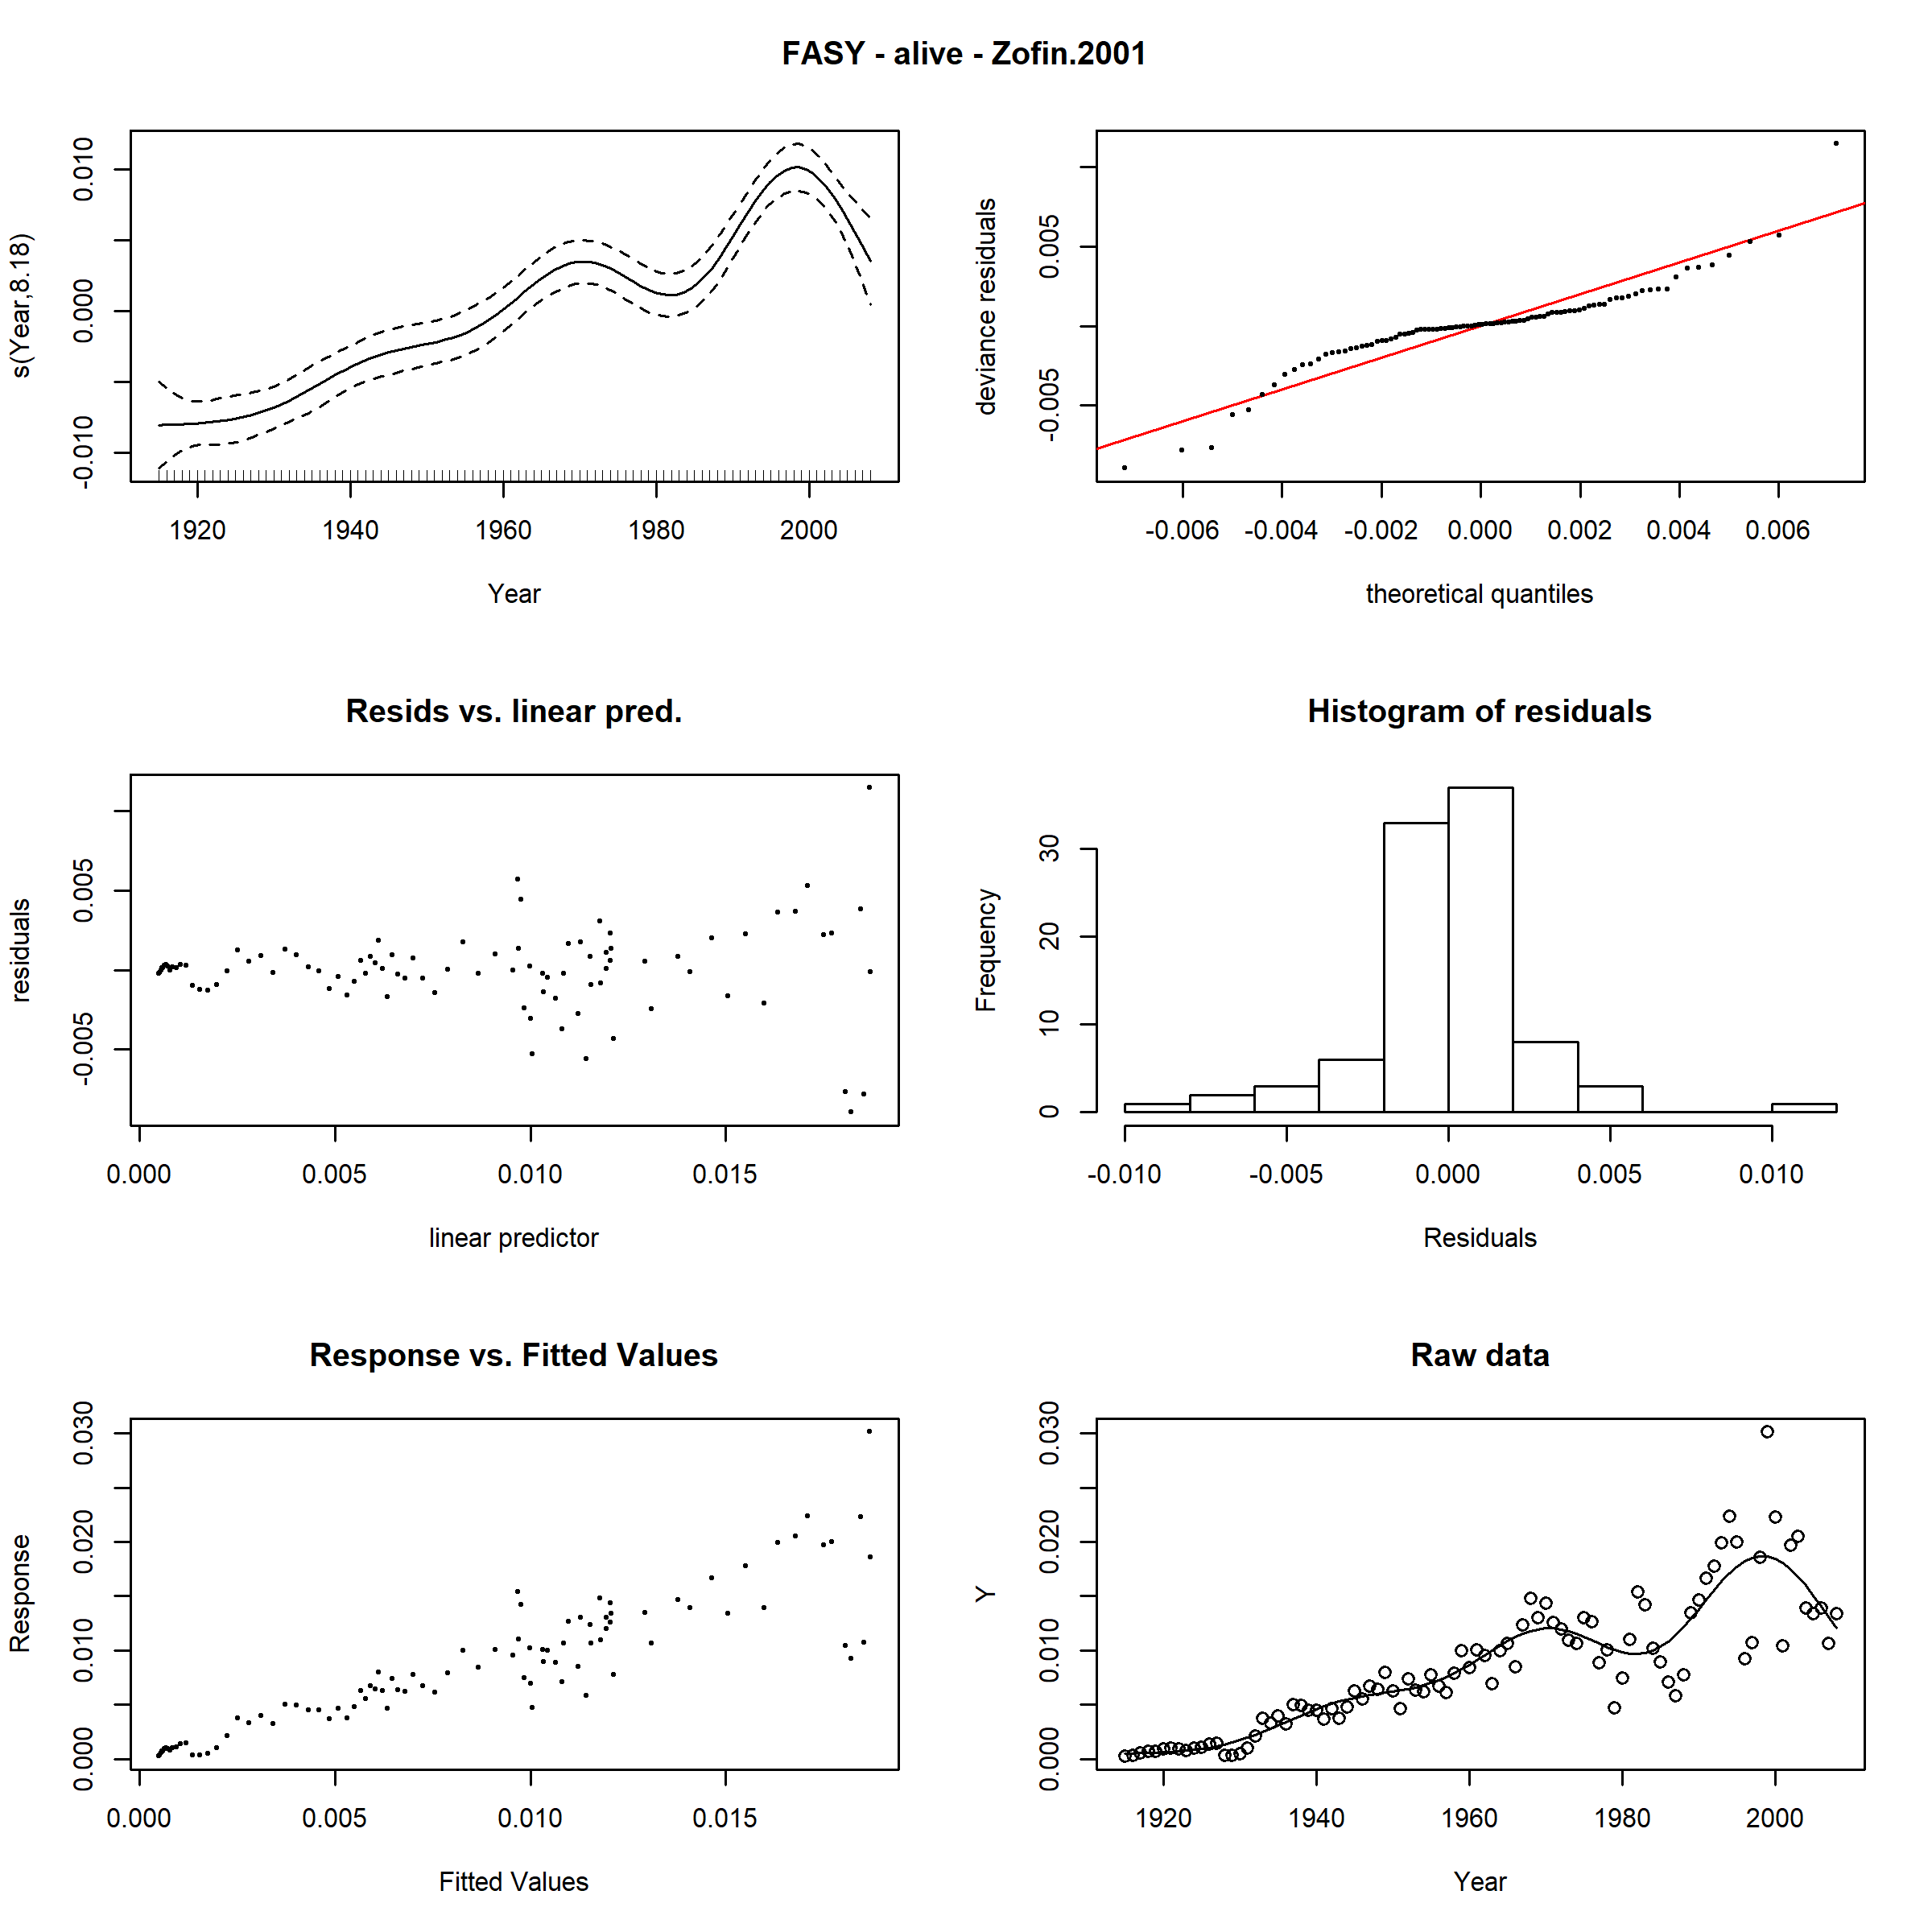 FASY - alive - Zofin.2001
s(Year,8.18)
-0.010 0.000 0.010
1920 1940 1960 1980 2000
Year
deviance residuals
-0.005 0.005
-0.006 -0.004 -0.002 0.000 0.002 0.004 0.006
theoretical quantiles
Resids vs. linear pred.
residuals
-0.005 0.005
0.000 0.005 0.010 0.015
linear predictor
Histogram of residuals
Frequency
0 10 20 30
-0.010 -0.005 0.000 0.005 0.010
Residuals
Response vs. Fitted Values
Response
0.000 0.010 0.020 0.030
0.000 0.005 0.010 0.015
Fitted Values
Raw data
Y
0.000 0.010 0.020 0.030
1920 1940 1960 1980 2000
Year